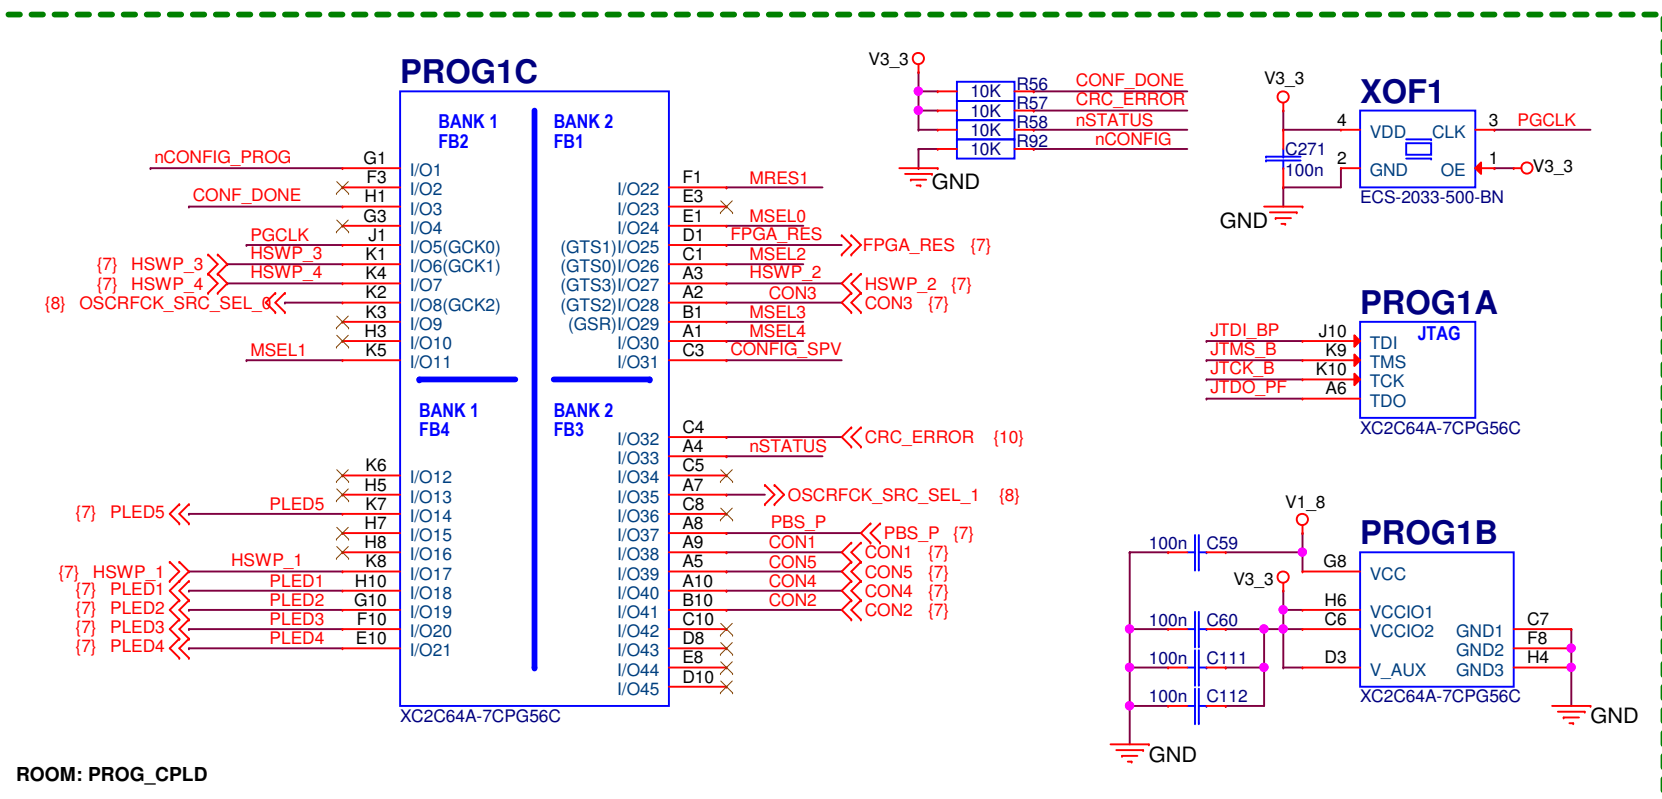 PROG1C
BANK 1
FB2
BANK 2
FB1
nCONFIG_PROG G1 I/O1
F3 I/O2
CONF_DONE H1 I/O3
G3 I/O4
PGCLK J1 I/O5(GCK0)
{7} HSWP_3 HSWP_3 K1 I/O6(GCK1)
{7} HSWP_4 HSWP_4 K4 I/O7
{8} OSCRFCK_SRC_SEL_0 K2 I/O8(GCK2)
K3 I/O9
H3 I/O10
MSEL1 K5 I/O11
I/O22 F1 MRES1
I/O23 E3
I/O24 E1 MSEL0
(GTS1)I/O25 D1 FPGA_RES FPGA_RES {7}
(GTS0)I/O26 C1 MSEL2
(GTS3)I/O27 A3 HSWP_2 HSWP_2 {7}
(GTS2)I/O28 A2 CON3 CON3 {7}
(GSR)I/O29 B1 MSEL3
I/O30 A1 MSEL4
I/O31 C3 CONFIG_SPV
BANK 1
FB4
BANK 2
FB3
K6 I/O12
H5 I/O13
{7} PLED5 PLED5 K7 I/O14
H7 I/O15
H8 I/O16
{7} HSWP_1 HSWP_1 K8 I/O17
{7} PLED1 PLED1 H10 I/O18
{7} PLED2 PLED2 G10 I/O19
{7} PLED3 PLED3 F10 I/O20
{7} PLED4 PLED4 E10 I/O21
I/O32 C4 CRC_ERROR {10}
I/O33 A4 nSTATUS
I/O34 C5
I/O35 A7 OSCRFCK_SRC_SEL_1 {8}
I/O36 C8
I/O37 A8 PBS_P PBS_P {7}
I/O38 A9 CON1 CON1 {7}
I/O39 A5 CON5 CON5 {7}
I/O40 A10 CON4 CON4 {7}
I/O41 B10 CON2 CON2 {7}
I/O42 C10
I/O43 D8
I/O44 E8
I/O45 D10
XC2C64A-7CPG56C
V3_3
10K R56 CONF_DONE
10K R57 CRC_ERROR
10K R58 nSTATUS
10K R92 nCONFIG
GND
V3_3
XOF1
4 VDD CLK 3 PGCLK
C271
100n
2 GND OE 1 V3_3
ECS-2033-500-BN
GND
PROG1A
JTAG
JTDI_BP J10 TDI
JTMS_B K9 TMS
JTCK_B K10 TCK
JTDO_PF A6 TDO
XC2C64A-7CPG56C
V1_8
PROG1B
100n C59
G8 VCC
V3_3
H6 VCCIO1
100n C60 C6 VCCIO2
100n C111 D3 V_AUX
100n C112
GND1 C7
GND2 F8
GND3 H4
XC2C64A-7CPG56C
GND
GND
ROOM: PROG_CPLD